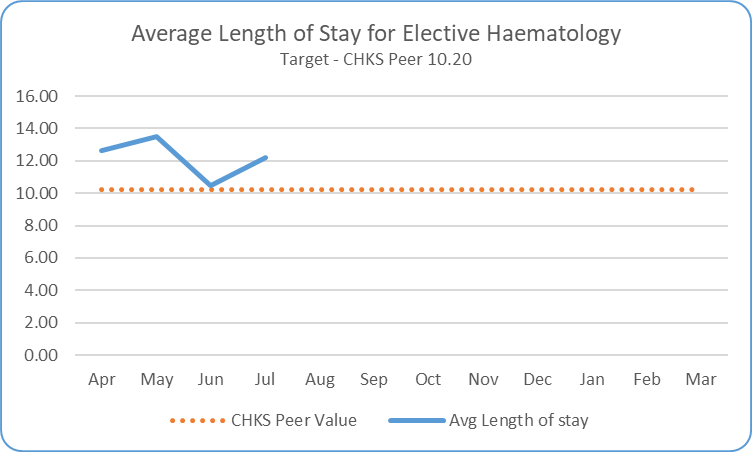 Average Length of Stay for Elective Haematology
Target - CHKS Peer 10.20
16.00
14.00
12.00
10.00
8.00
6.00
4.00
2.00
0.00
Apr May Jun Jul Aug Sep Oct Nov Dec Jan Feb Mar
CHKS Peer Value Avg Length of stay